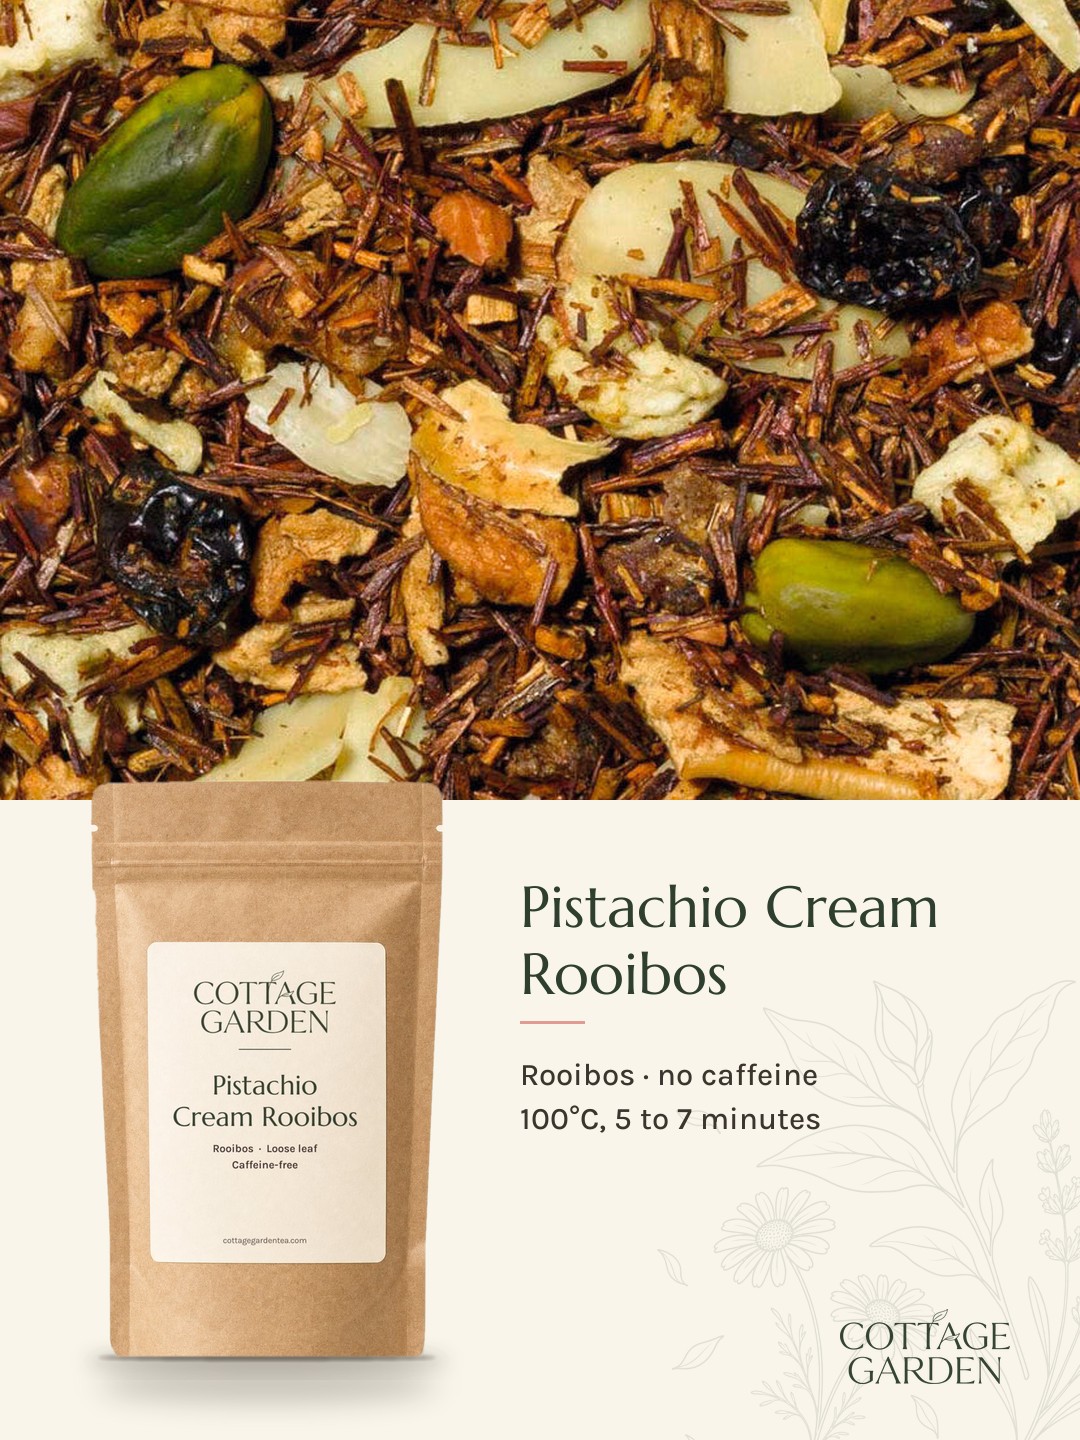 COTTAGE
GARDEN
Pistachio
Cream Rooibos
Rooibos · Loose leaf
Caffeine-free
cottagegardentea.com
Pistachio Cream
Rooibos
Rooibos · no caffeine
100°C, 5 to 7 minutes
COTTAGE
GARDEN